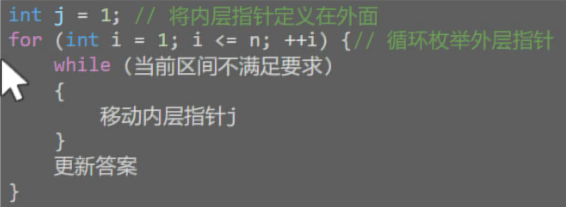 int j = 1; // 将内层指针定义在外面
for (int i = 1; i <= n; ++i) {// 循环枚举外层指针
    while (当前区间不满足要求)
    {
        移动内层指针j
    }
    更新答案
}